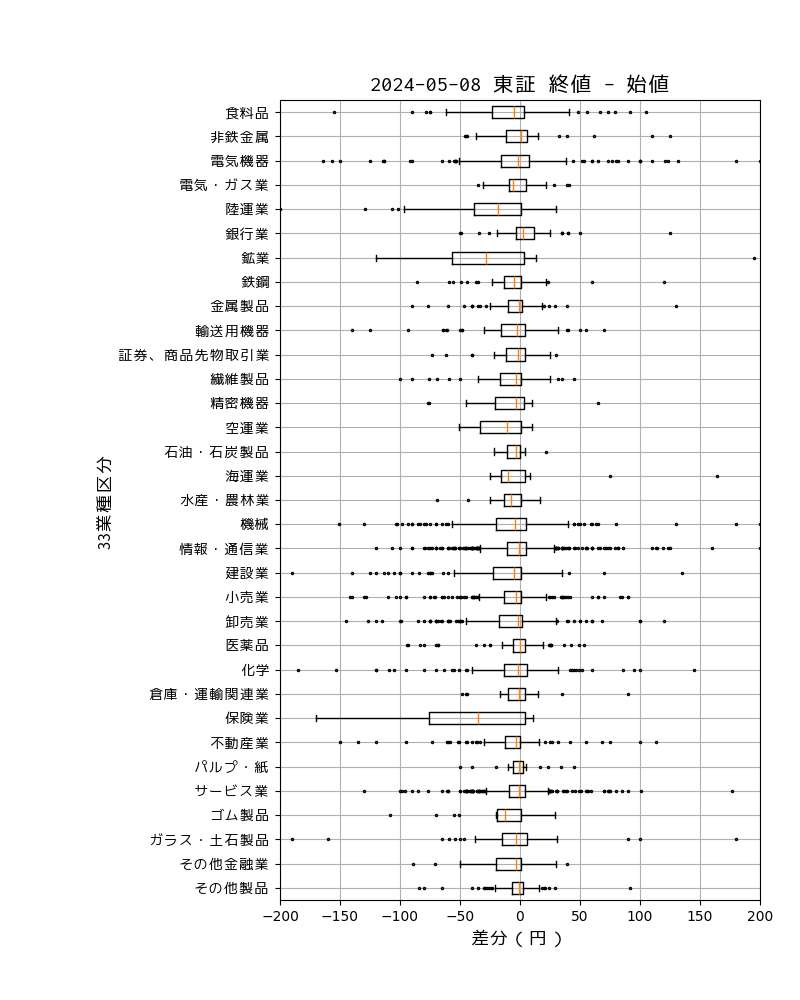 2024-05-08 東証 終値 - 始値
食料品
非鉄金属
電気機器
電気・ガス業
陸運業
銀行業
鉱業
鉄鋼
金属製品
輸送用機器
証券、商品先物取引業
繊維製品
精密機器
空運業
石油・石炭製品
海運業
水産・農林業
機械
情報・通信業
建設業
小売業
卸売業
医薬品
化学
倉庫・運輸関連業
保険業
不動産業
パルプ・紙
サービス業
ゴム製品
ガラス・土石製品
その他金融業
その他製品
33業種区分
−200 −150 −100 −50 0 50 100 150 200
差分（円）